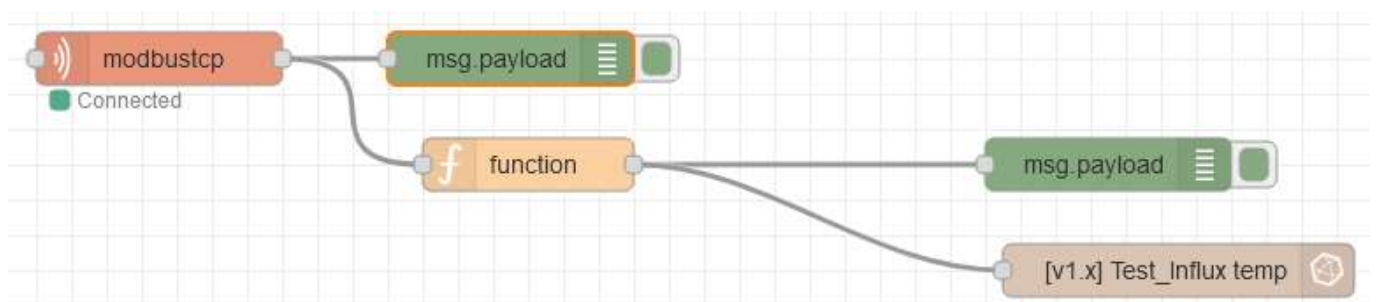 modbustcp
msg.payload
Connected
function
msg.payload
[v1.x] Test_Influx temp